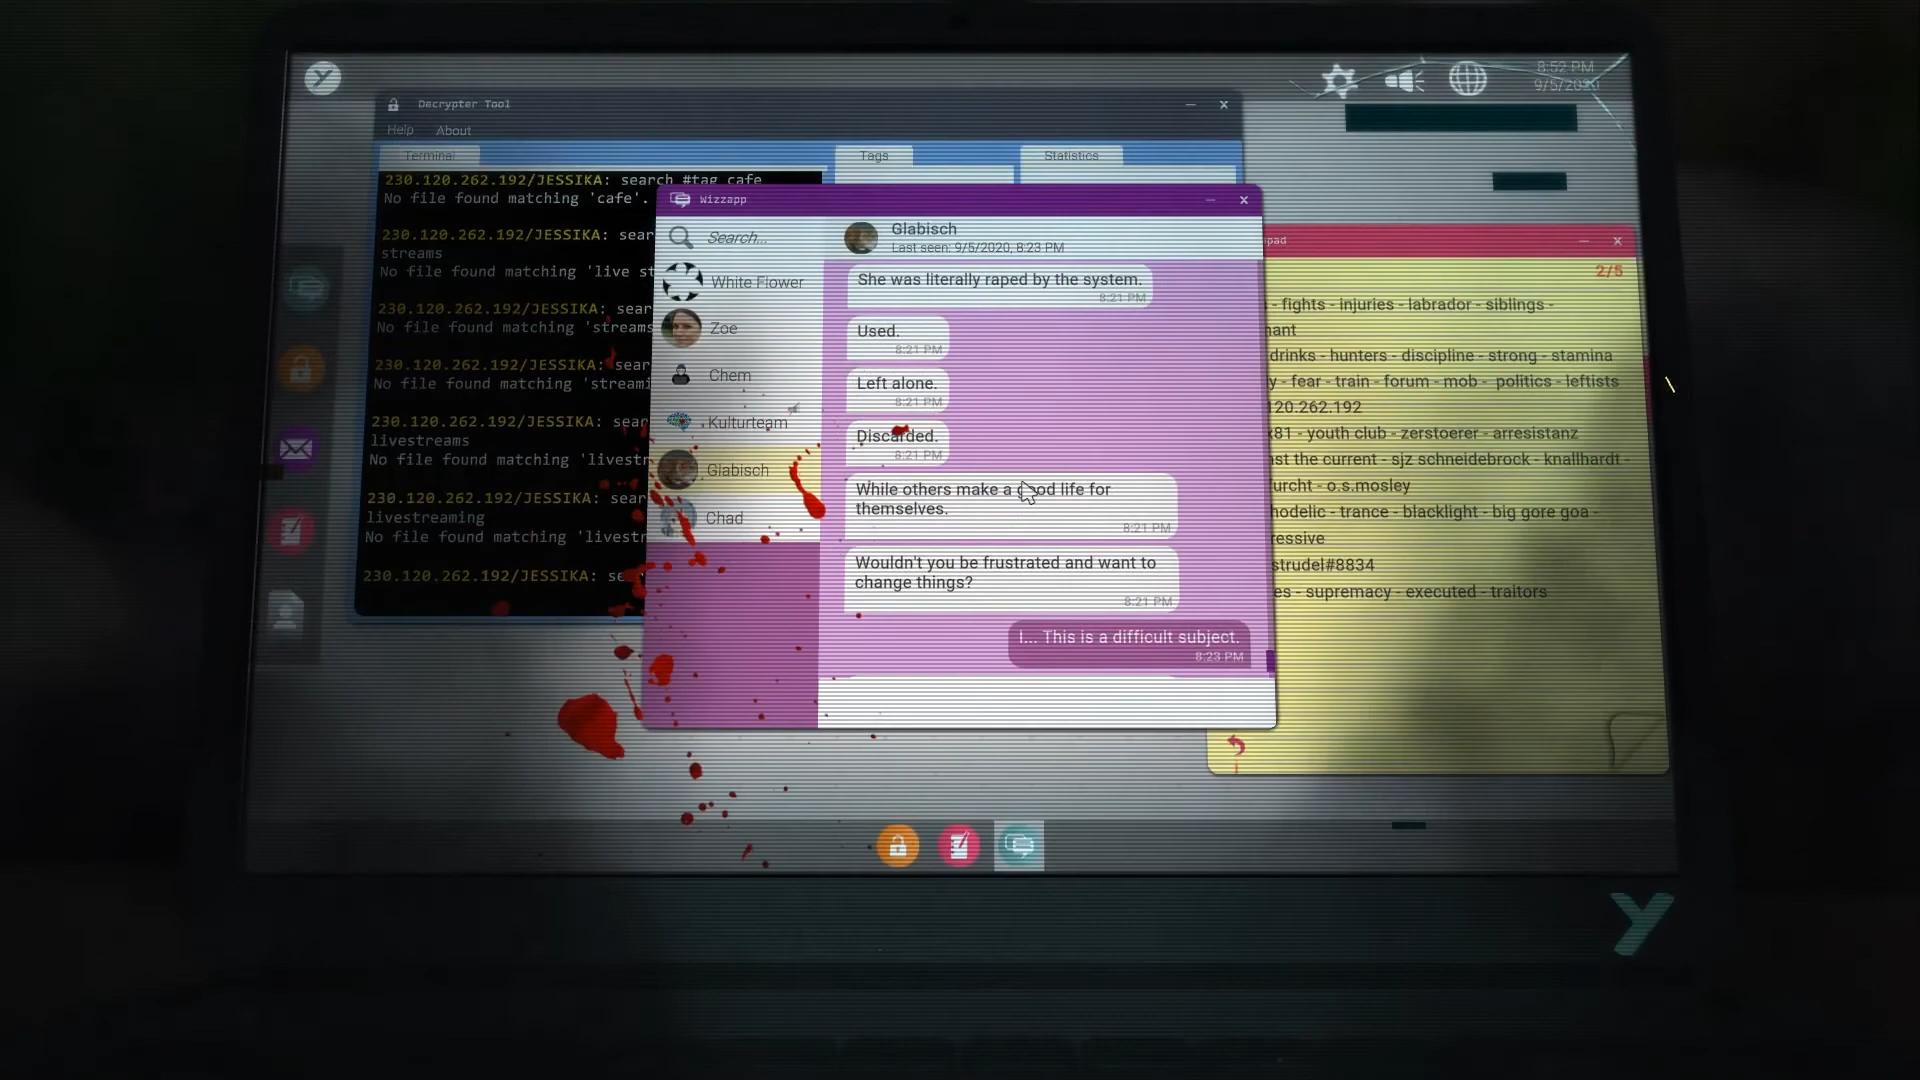 8:52 PM
9/5/2020
Decrypter Tool
Help About
Terminal
Tags
Statistics
230.120.262.192/JESSIKA: search #tag cafe
No file found matching 'cafe'.
230.120.262.192/JESSIKA: sear
streams
No file found matching 'live st
230.120.262.192/JESSIKA: sear
No file found matching 'streams
230.120.262.192/JESSIKA: sear
No file found matching 'streami
230.120.262.192/JESSIKA: sear
livestreams
No file found matching 'livestr
230.120.262.192/JESSIKA: sear
livestreaming
No file found matching 'livestr
230.120.262.192/JESSIKA: se
Wizzapp
Search...
White Flower
Zoe
Chem
Kulturteam
Glabisch
Chad
Glabisch
Last seen: 9/5/2020, 8:23 PM
She was literally raped by the system.
8:21 PM
Used.
8:21 PM
Left alone.
8:21 PM
Discarded.
8:21 PM
While others make a good life for
themselves.
8:21 PM
Wouldn't you be frustrated and want to
change things?
8:21 PM
I... This is a difficult subject.
8:23 PM
pad
2/5
- fights - injuries - labrador - siblings -
nant
drinks - hunters - discipline - strong - stamina
y - fear - train - forum - mob - politics - leftists
120.262.192
x81 - youth club - zerstoerer - arresistanz
nst the current - sjz schneidebrock - knallhardt -
urcht - o.s.mosley
hodelic - trance - blacklight - big gore goa -
ressive
strudel#8834
es - supremacy - executed - traitors